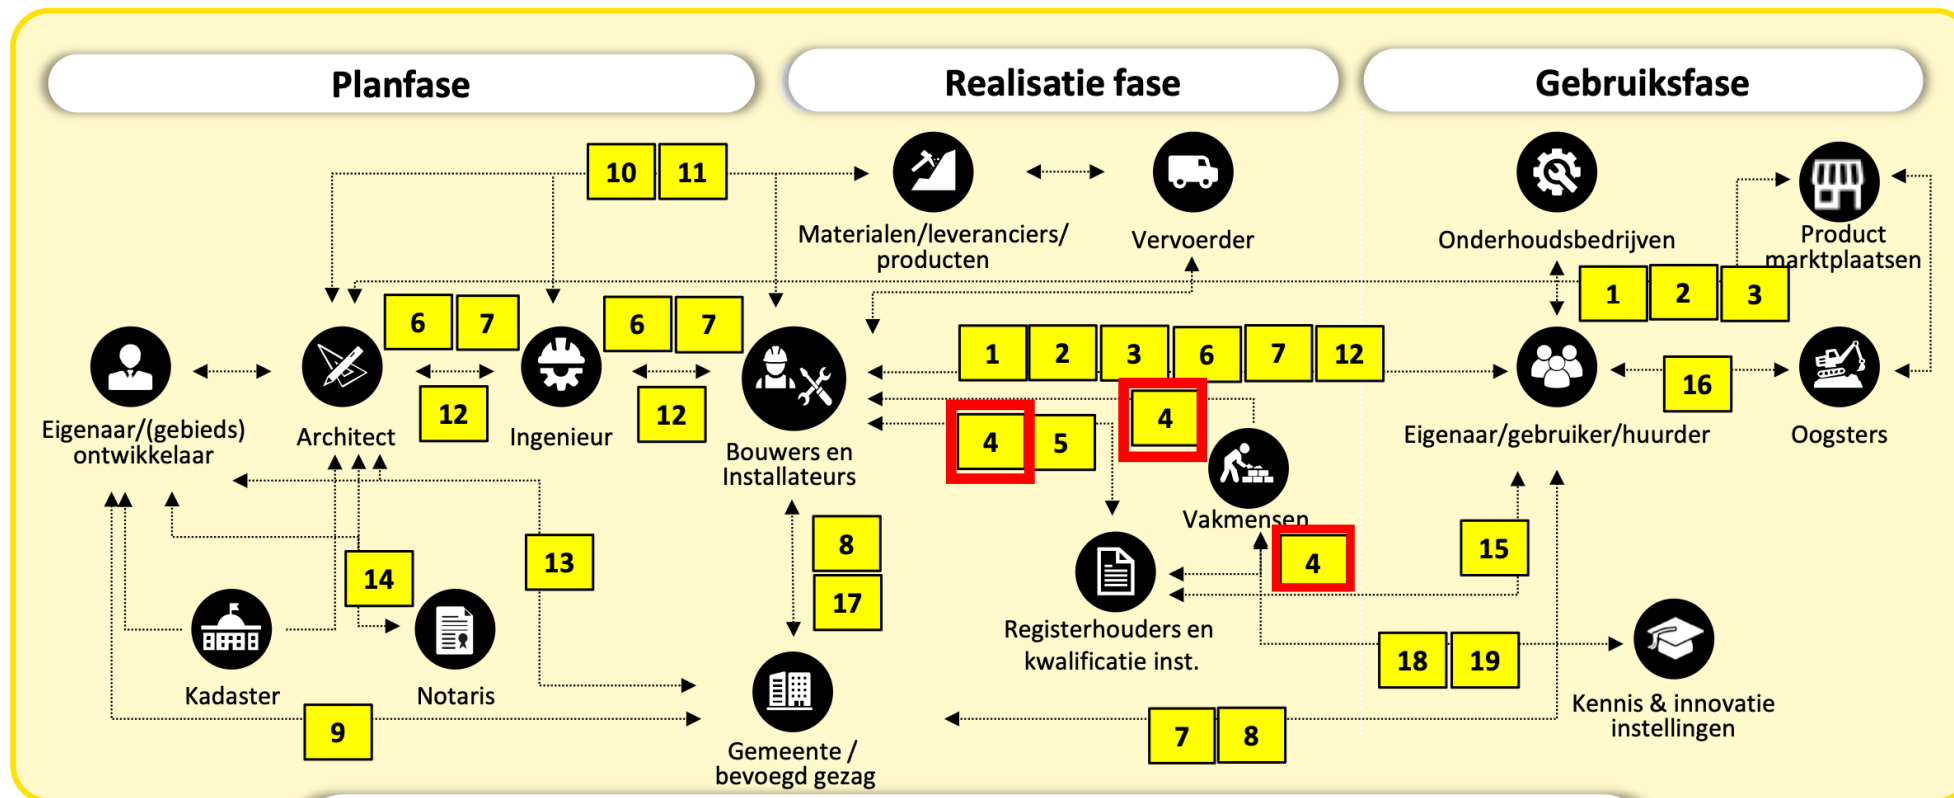 Planfase
Realisatie fase
Gebruiksfase
10 11
Materialen/leveranciers/
producten
Vervoerder
Onderhoudsbedrijven
Product
marktplaatsen
1 2 3
6 7
6 7
1 2 3 6 7 12
16
12
12
4 5
4
Eigenaar/(gebieds)
ontwikkelaar
Architect
Ingenieur
Bouwers en
Installateurs
Eigenaar/gebruiker/huurder
Oogsters
Vakmensen
8
17
13
14
4
15
Registerhouders en
kwalificatie inst.
18 19
Kadaster
Notaris
Kennis & innovatie
instellingen
9
7 8
Gemeente /
bevoegd gezag